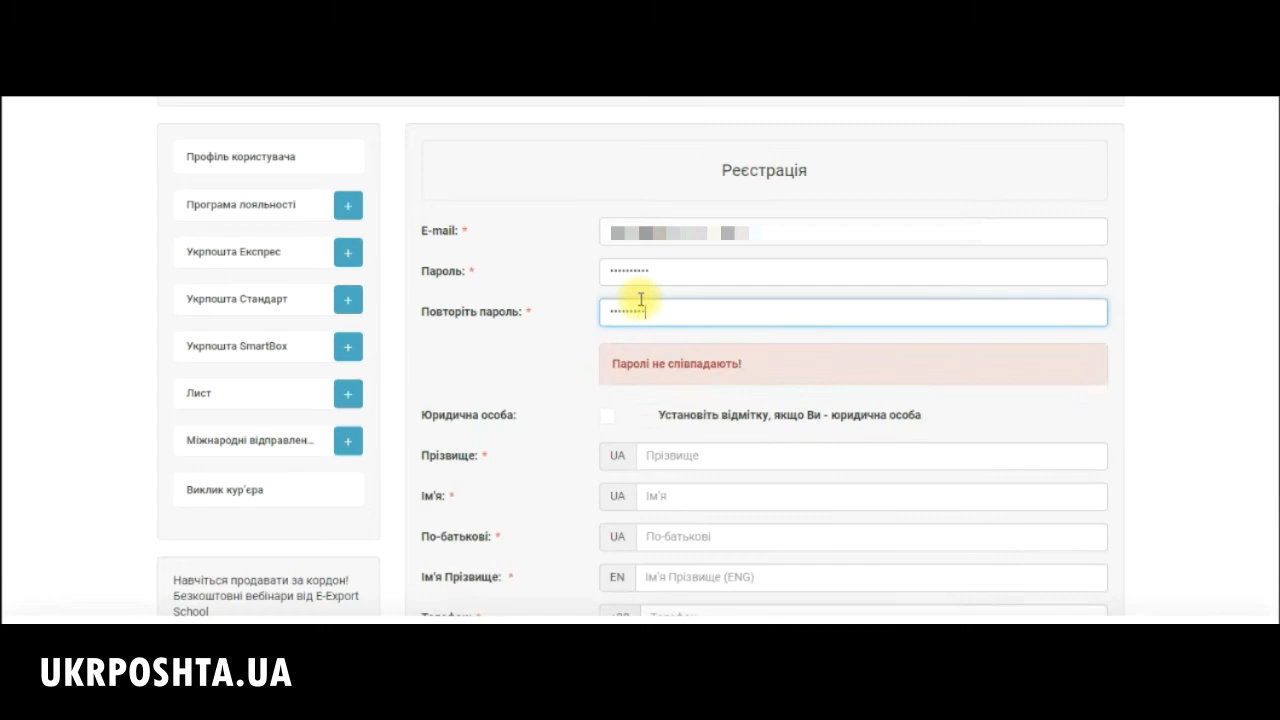 Профіль користувача
Програма лояльності
+
Укрпошта Експрес
+
Укрпошта Стандарт
+
Укрпошта SmartBox
+
Лист
+
Міжнародні відправлен...
+
Виклик кур'єра
Навчіться продавати за кордон!
Безкоштовні вебінари від E-Export
School
Реєстрація
E-mail: *
Пароль: *
Повторіть пароль: *
Паролі не співпадають!
Юридична особа:
Установіть відмітку, якщо Ви - юридична особа
Прізвище: * UA Прізвище
Ім'я: * UA Ім'я
По-батькові: * UA По-батькові
Ім'я Прізвище: * EN Ім'я Прізвище (ENG)
UKRPOSHTA.UA